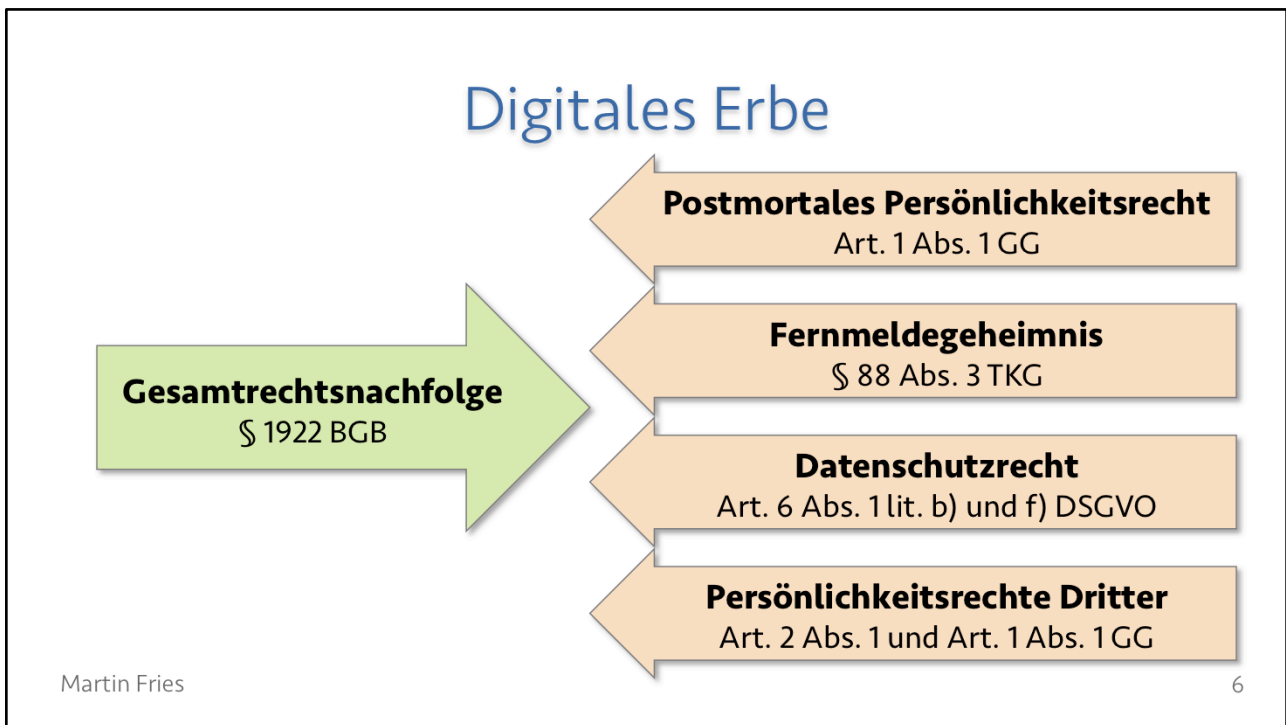 Digitales Erbe
Gesamtrechtsnachfolge
§ 1922 BGB
Postmortales Persönlichkeitsrecht
Art. 1 Abs. 1 GG
Fernmeldegeheimnis
§ 88 Abs. 3 TKG
Datenschutzrecht
Art. 6 Abs. 1 lit. b) und f) DSGVO
Persönlichkeitsrechte Dritter
Art. 2 Abs. 1 und Art. 1 Abs. 1 GG
Martin Fries
6